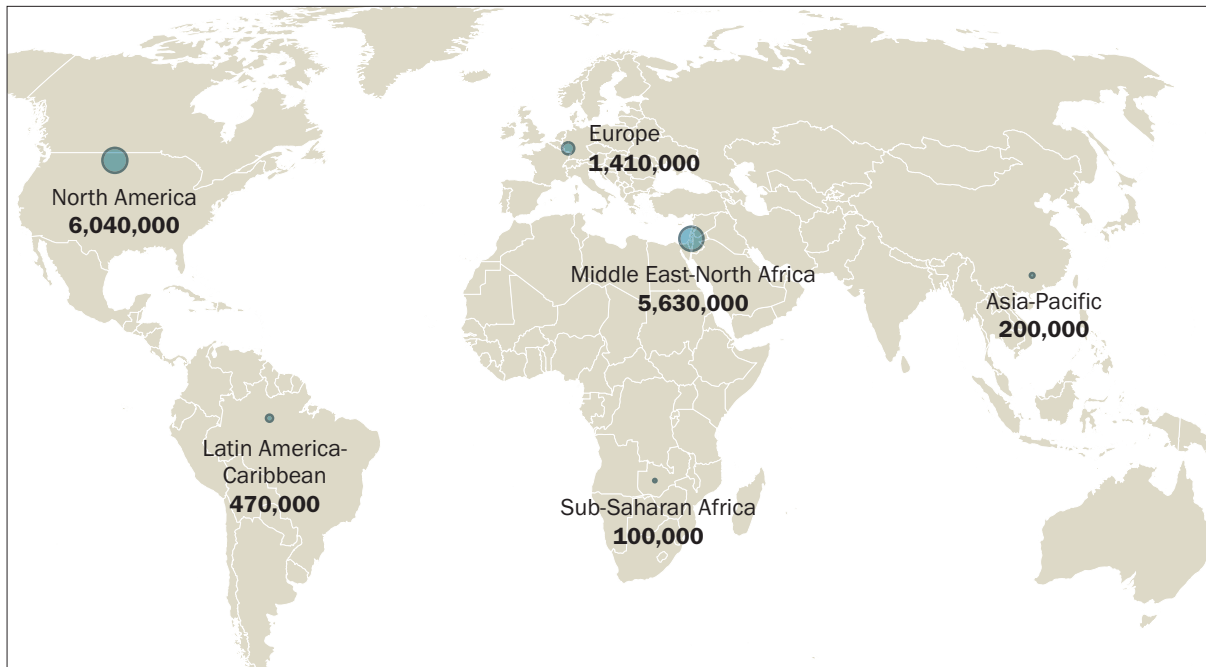 Europe
1,410,000
North America
6,040,000
Middle East-North Africa
5,630,000
Asia-Pacific
200,000
Latin America-
Caribbean
470,000
Sub-Saharan Africa
100,000